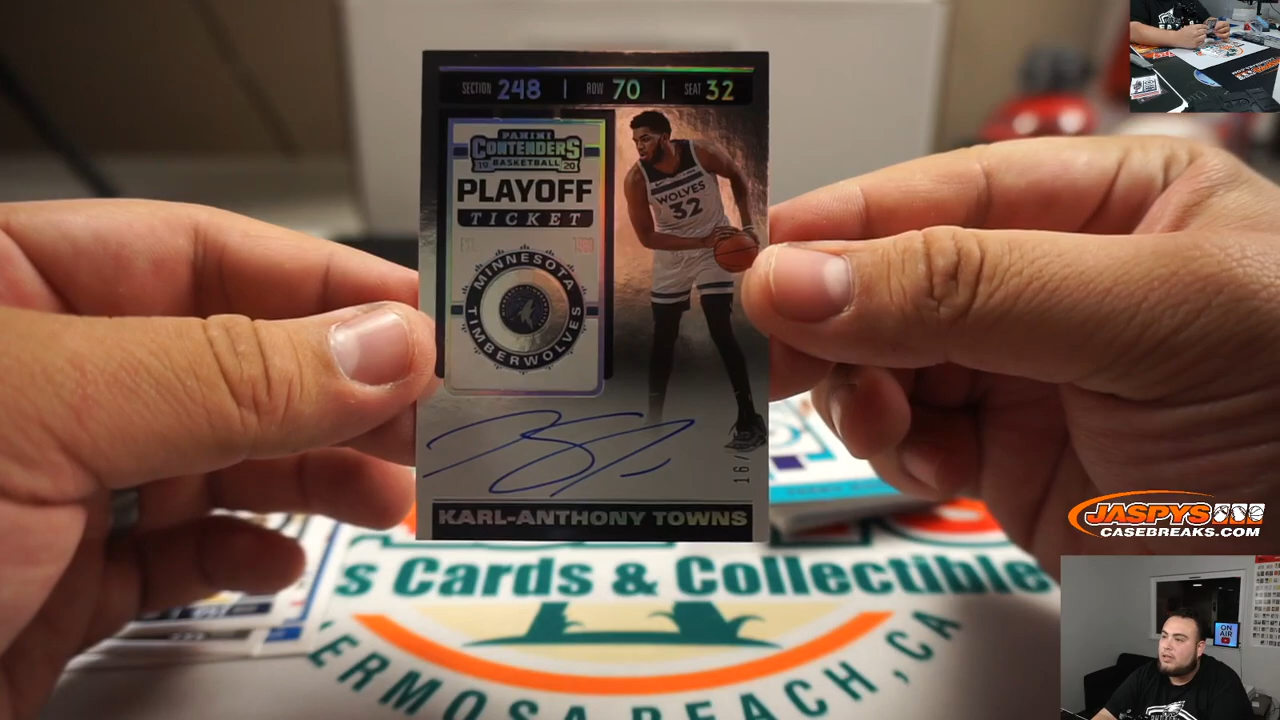 SECTION 248 | ROW 70 | SEAT 32
PANINI
CONTENDERS
19 BASKETBALL 20
PLAYOFF
TICKET
MINNESOTA
TIMBERWOLVES
WOLVES
32
16/
KARL-ANTHONY TOWNS
s Cards & Collectible
ERMOSA BEACH, CA
JASPYS
CASEBREAKS.COM
ON
AIR